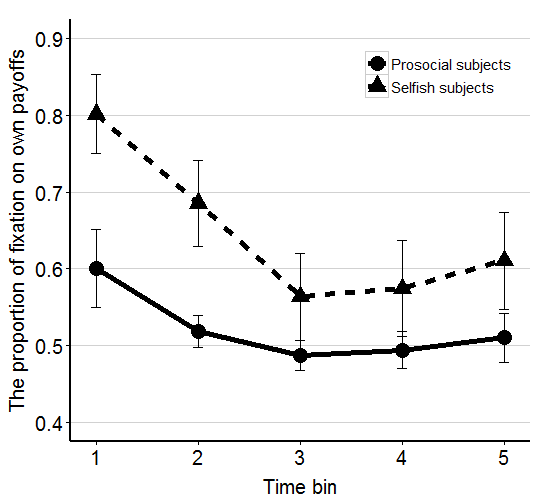 The proportion of fixation on own payoffs
0.9
0.8
0.7
0.6
0.5
0.4
Prosocial subjects
Selfish subjects
1 2 3 4 5
Time bin